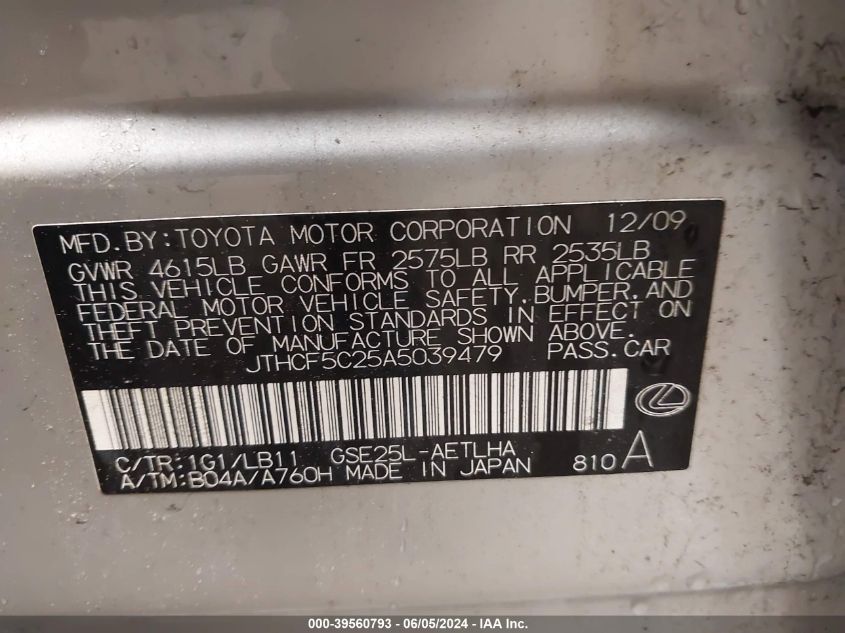 MFD.BY:TOYOTA MOTOR CORPORATION 12/09
GVWR 4615LB GAWR FR 2575LB RR 2535LB
THIS VEHICLE CONFORMS TO ALL APPLICABLE
FEDERAL MOTOR VEHICLE SAFETY,BUMPER,AND
THEFT PREVENTION STANDARDS IN EFFECT ON
THE DATE OF MANUFACTURE SHOWN ABOVE.
JTHCF5C25A5039479 PASS.CAR
C/TR:1G1/LB11 GSE25L-AETLHA
A/TM:B04A/A760H MADE IN JAPAN 810A
000-39560793 - 06/05/2024 - IAA Inc.